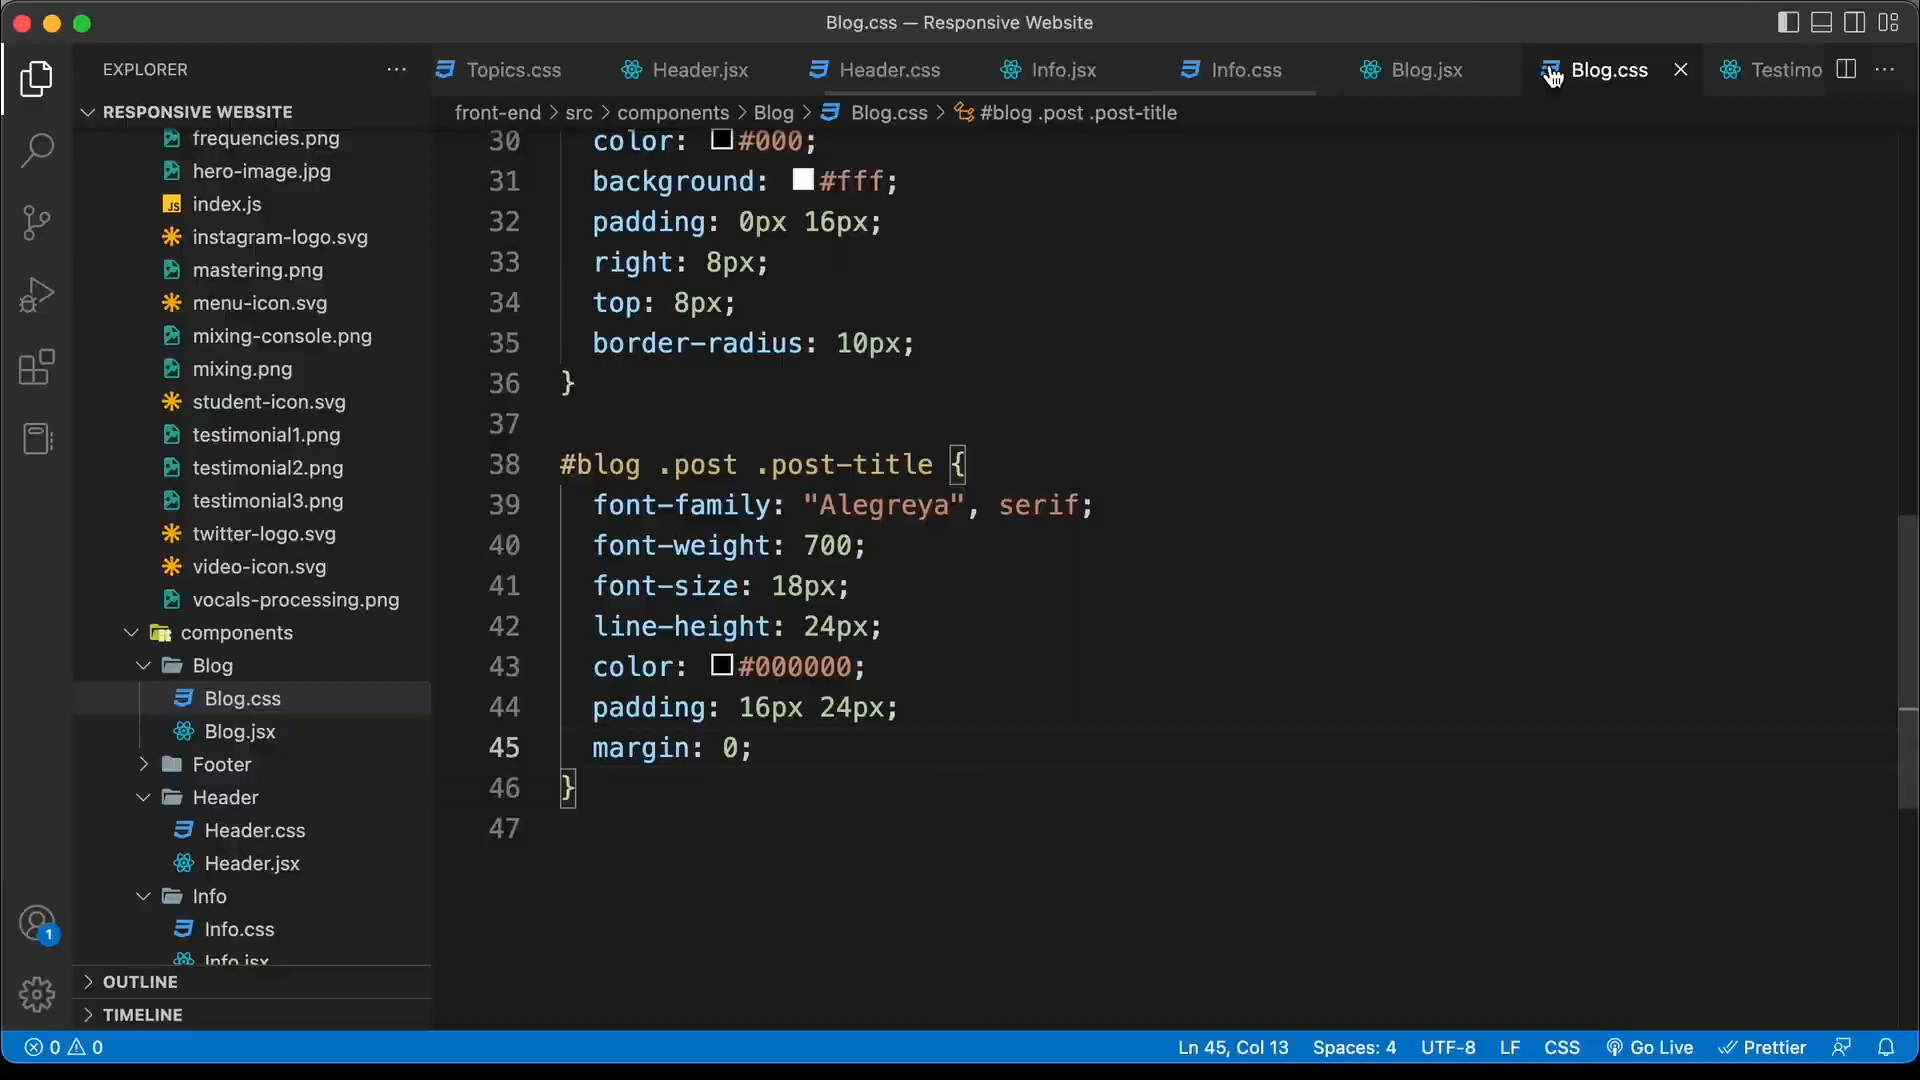 Blog.css — Responsive Website
EXPLORER
Topics.css
Header.jsx
Header.css
Info.jsx
Info.css
Blog.jsx
Blog.css
Testimo
RESPONSIVE WEBSITE
front-end > src > components > Blog > Blog.css > #blog .post .post-title
frequencies.png
hero-image.jpg
JS index.js
instagram-logo.svg
mastering.png
menu-icon.svg
mixing-console.png
mixing.png
student-icon.svg
testimonial1.png
testimonial2.png
testimonial3.png
twitter-logo.svg
video-icon.svg
vocals-processing.png
components
Blog
Blog.css
Blog.jsx
Footer
Header
Header.css
Header.jsx
Info
Info.css
Info.jsx
OUTLINE
TIMELINE
1
30 color: #000;
31 background: #fff;
32 padding: 0px 16px;
33 right: 8px;
34 top: 8px;
35 border-radius: 10px;
36 }
37
38 #blog .post .post-title {
39 font-family: "Alegreya", serif;
40 font-weight: 700;
41 font-size: 18px;
42 line-height: 24px;
43 color: #000000;
44 padding: 16px 24px;
45 margin: 0;
46 }
47
0 0
Ln 45, Col 13
Spaces: 4
UTF-8
LF
CSS
Go Live
Prettier